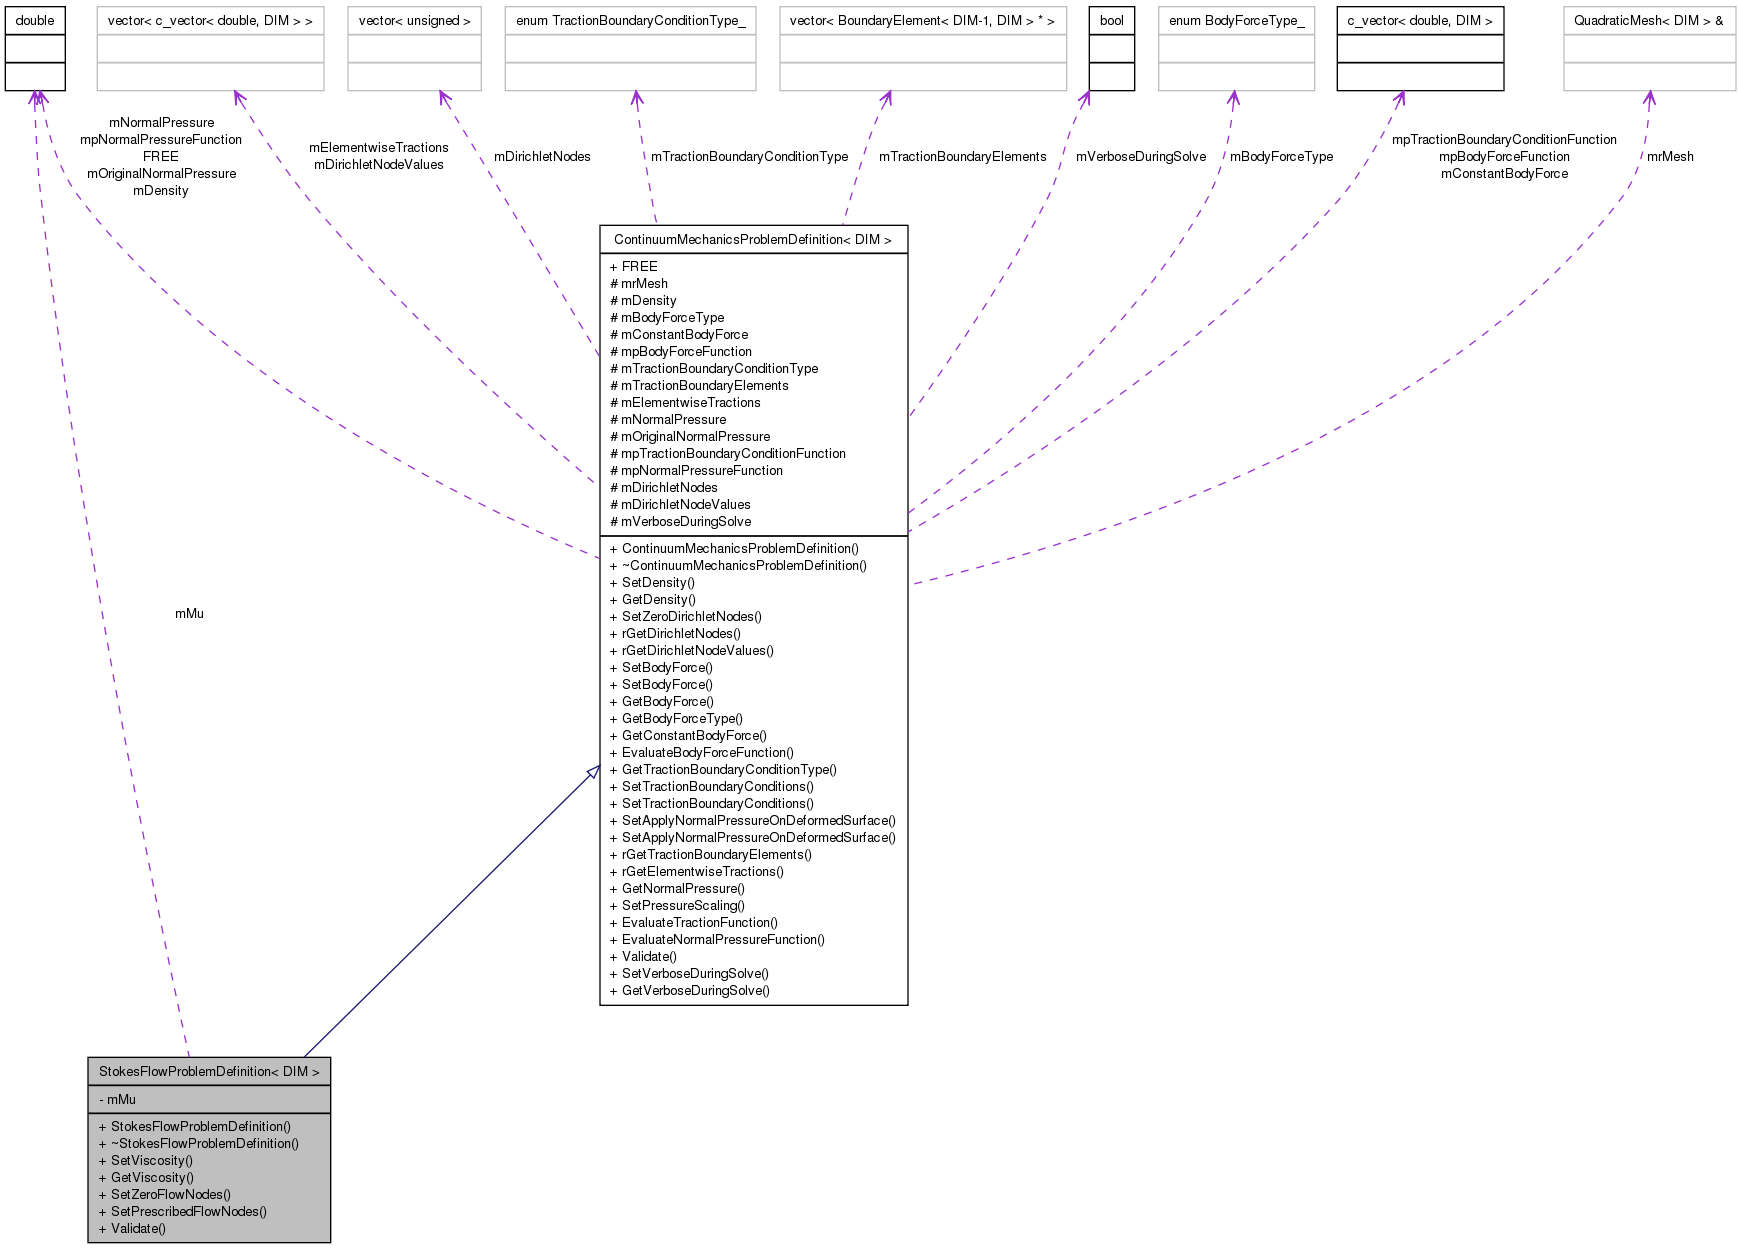 double
vector< c_vector< double, DIM > >
vector< unsigned >
enum TractionBoundaryConditionType_
vector< BoundaryElement< DIM-1, DIM > * >
bool
enum BodyForceType_
c_vector< double, DIM >
QuadraticMesh< DIM > &
mNormalPressure
mpNormalPressureFunction
FREE
mOriginalNormalPressure
mDensity
mElementwiseTractions
mDirichletNodeValues
mDirichletNodes
mTractionBoundaryConditionType
mTractionBoundaryElements
mVerboseDuringSolve
mBodyForceType
mpTractionBoundaryConditionFunction
mpBodyForceFunction
mConstantBodyForce
mrMesh
ContinuumMechanicsProblemDefinition< DIM >
+ FREE
# mrMesh
# mDensity
# mBodyForceType
# mConstantBodyForce
# mpBodyForceFunction
# mTractionBoundaryConditionType
# mTractionBoundaryElements
# mElementwiseTractions
# mNormalPressure
# mOriginalNormalPressure
# mpTractionBoundaryConditionFunction
# mpNormalPressureFunction
# mDirichletNodes
# mDirichletNodeValues
# mVerboseDuringSolve
+ ContinuumMechanicsProblemDefinition()
+ ~ContinuumMechanicsProblemDefinition()
+ SetDensity()
+ GetDensity()
+ SetZeroDirichletNodes()
+ rGetDirichletNodes()
+ rGetDirichletNodeValues()
+ SetBodyForce()
+ SetBodyForce()
+ GetBodyForce()
+ GetBodyForceType()
+ GetConstantBodyForce()
+ EvaluateBodyForceFunction()
+ GetTractionBoundaryConditionType()
+ SetTractionBoundaryConditions()
+ SetTractionBoundaryConditions()
+ SetApplyNormalPressureOnDeformedSurface()
+ SetApplyNormalPressureOnDeformedSurface()
+ rGetTractionBoundaryElements()
+ rGetElementwiseTractions()
+ GetNormalPressure()
+ SetPressureScaling()
+ EvaluateTractionFunction()
+ EvaluateNormalPressureFunction()
+ Validate()
+ SetVerboseDuringSolve()
+ GetVerboseDuringSolve()
mMu
StokesFlowProblemDefinition< DIM >
- mMu
+ StokesFlowProblemDefinition()
+ ~StokesFlowProblemDefinition()
+ SetViscosity()
+ GetViscosity()
+ SetZeroFlowNodes()
+ SetPrescribedFlowNodes()
+ Validate()